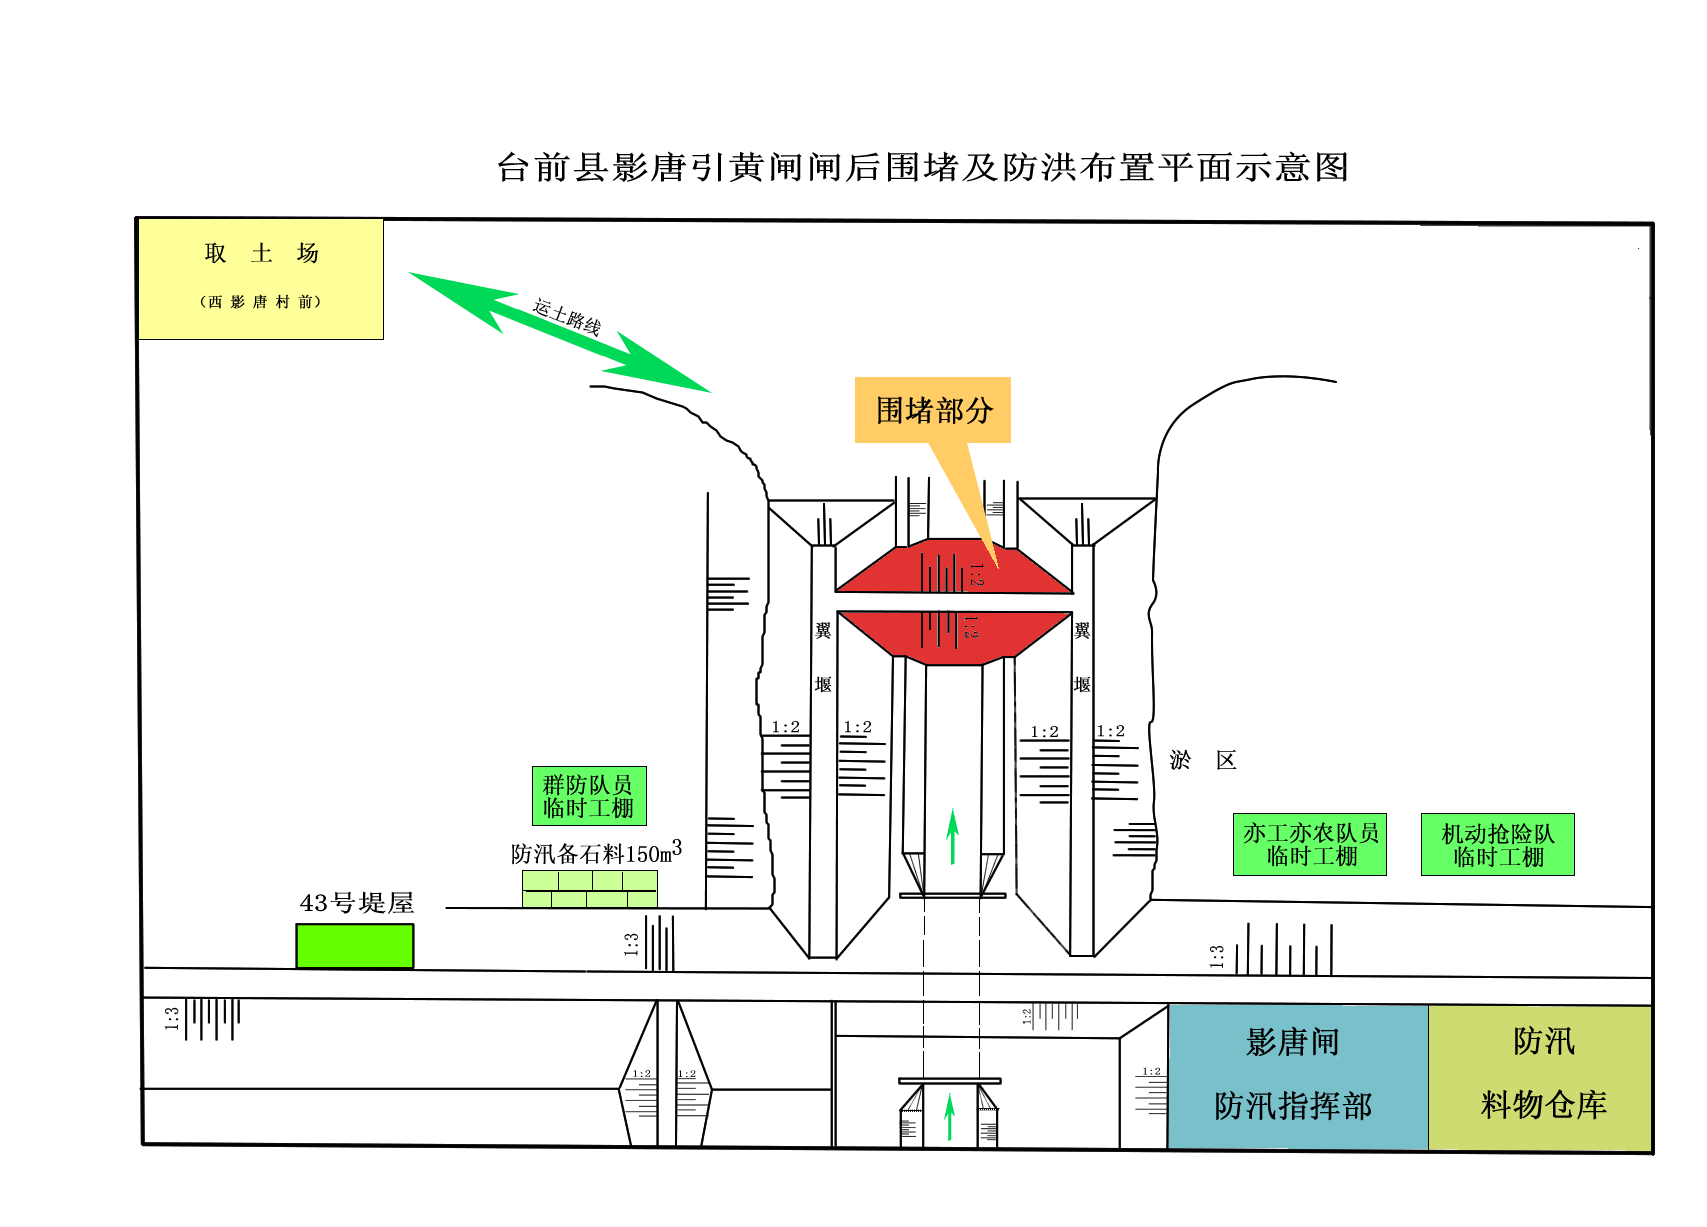 台前县影唐引黄闸闸后围堵及防洪布置平面示意图
取 土 场
（西 影 唐 村 前）
运土路线
围堵部分
1:2
1:2
翼
堰
翼
堰
1:2
1:2
1:2
1:2
淤 区
群防队员
临时工棚
防汛备石料150m³
43号堤屋
亦工亦农队员
临时工棚
机动抢险队
临时工棚
1:3
1:3
1:3
1:2
1:2
1:2
1:2
影唐闸
防汛指挥部
防汛
料物仓库